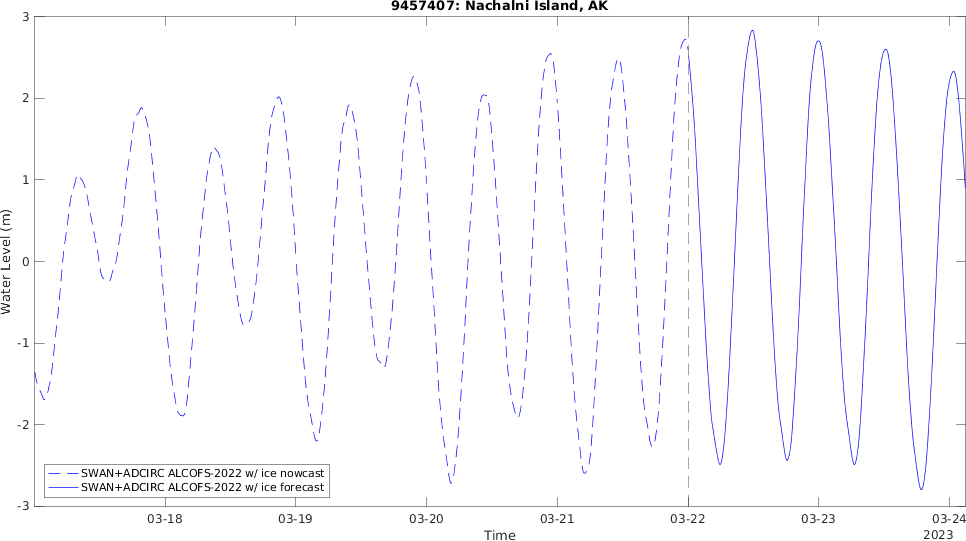 9457407: Nachalni Island, AK
3
2
1
0
-1
-2
-3
Water Level (m)
SWAN+ADCIRC ALCOFS-2022 w/ ice nowcast
SWAN+ADCIRC ALCOFS-2022 w/ ice forecast
03-18 03-19 03-20 03-21 03-22 03-23 03-24
Time
2023